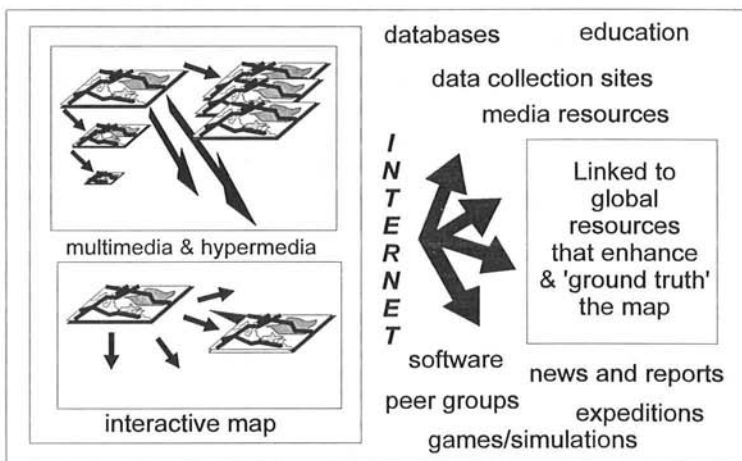 multimedia & hypermedia
interactive map
databases
education
data collection sites
media resources
INTERNET
Linked to
global
resources
that enhance
& 'ground truth'
the map
software
news and reports
peer groups
expeditions
games/simulations